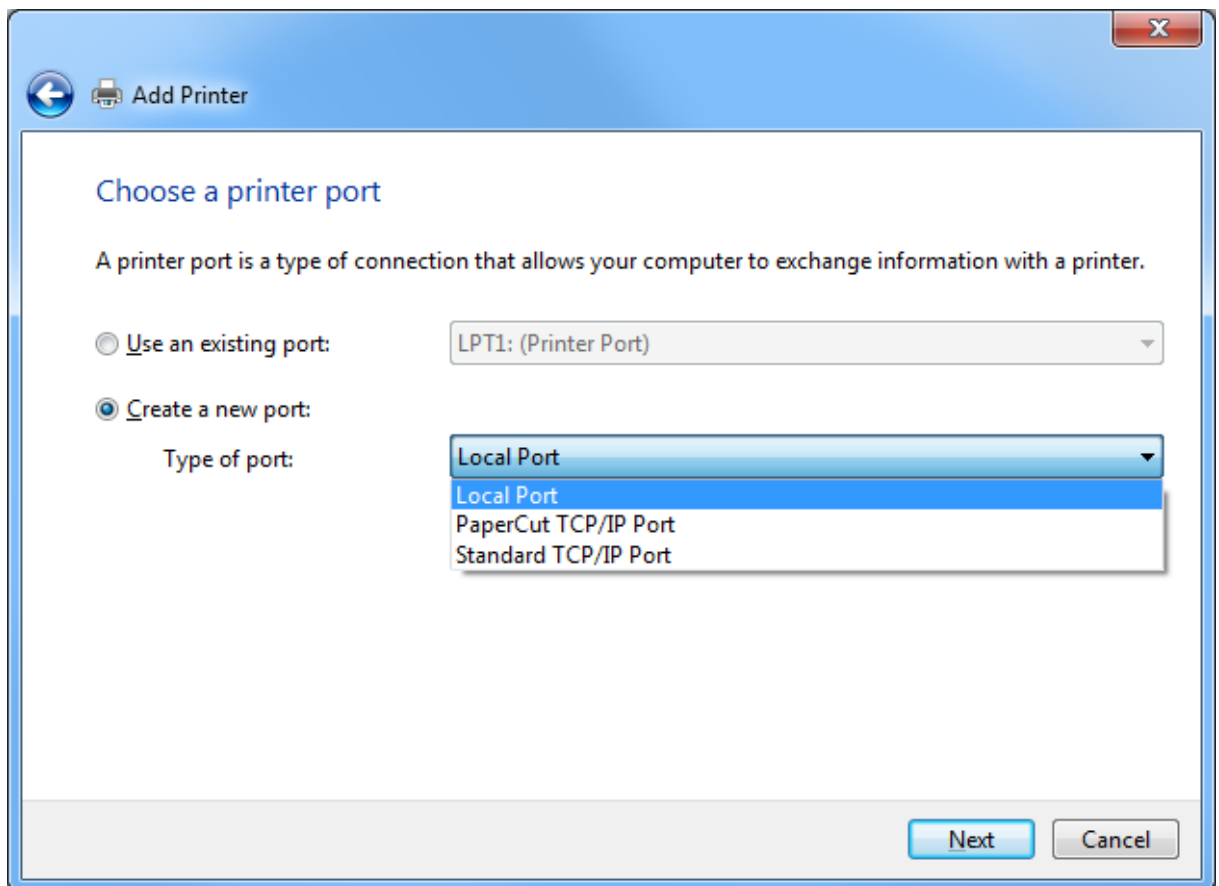 Add Printer
Choose a printer port
A printer port is a type of connection that allows your computer to exchange information with a printer.
Use an existing port: LPT1: (Printer Port)
Create a new port:
Type of port: Local Port
Local Port
PaperCut TCP/IP Port
Standard TCP/IP Port
Next Cancel